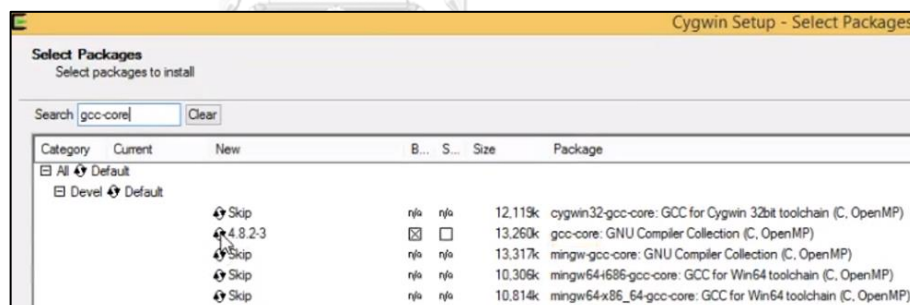 Cygwin Setup - Select Packages
Select Packages
Select packages to install
Search gcc-core Clear
Category Current New B... S... Size Package
All Default
Devel Default
Skip n/a n/a 12,119k cygwin32-gcc-core: GCC for Cygwin 32bit toolchain (C, OpenMP)
4.8.2-3 13,260k gcc-core: GNU Compiler Collection (C, OpenMP)
Skip n/a n/a 13,317k mingw-gcc-core: GNU Compiler Collection (C, OpenMP)
Skip n/a n/a 10,306k mingw64-i686-gcc-core: GCC for Win64 toolchain (C, OpenMP)
Skip n/a n/a 10,814k mingw64-x86_64-gcc-core: GCC for Win64 toolchain (C, OpenMP)